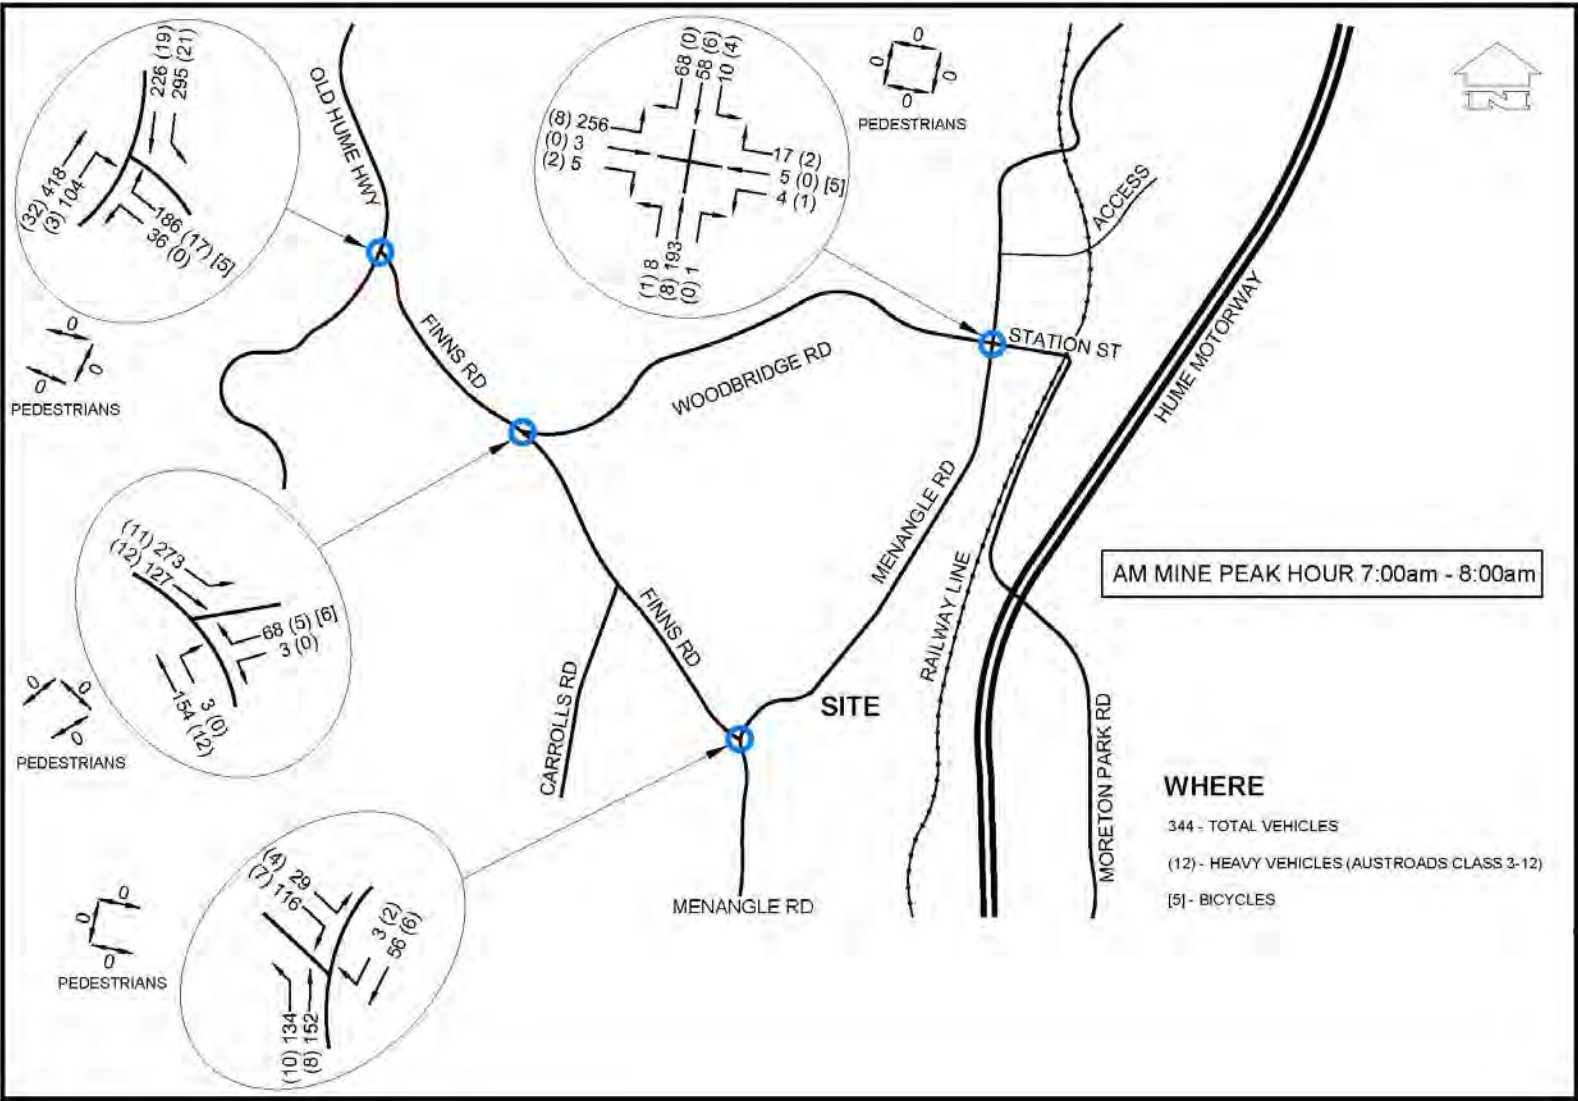 226 (19)
295 (21)
(32) 418
(3) 104
186 (17) [5]
36 (0)
0
0
0
PEDESTRIANS
OLD HUME HWY
68 (0)
58 (6)
10 (4)
(8) 256
(0) 3
(2) 5
17 (2)
5 (0) [5]
4 (1)
(1) 8
(8) 193
(0) 1
0
0
0
0
PEDESTRIANS
N
ACCESS
FINNS RD
WOODBRIDGE RD
STATION ST
HUME MOTORWAY
(11) 273
(12) 127
68 (5) [6]
3 (0)
3 (0)
154 (12)
0
0
0
PEDESTRIANS
MENANGLE RD
RAILWAY LINE
AM MINE PEAK HOUR 7:00am - 8:00am
FINNS RD
CARROLLS RD
SITE
MORETON PARK RD
MENANGLE RD
(4) 29
(7) 116
3 (2)
56 (6)
(10) 134
(8) 152
0
0
0
PEDESTRIANS
WHERE
344 - TOTAL VEHICLES
(12) - HEAVY VEHICLES (AUSTROADS CLASS 3-12)
[5] - BICYCLES